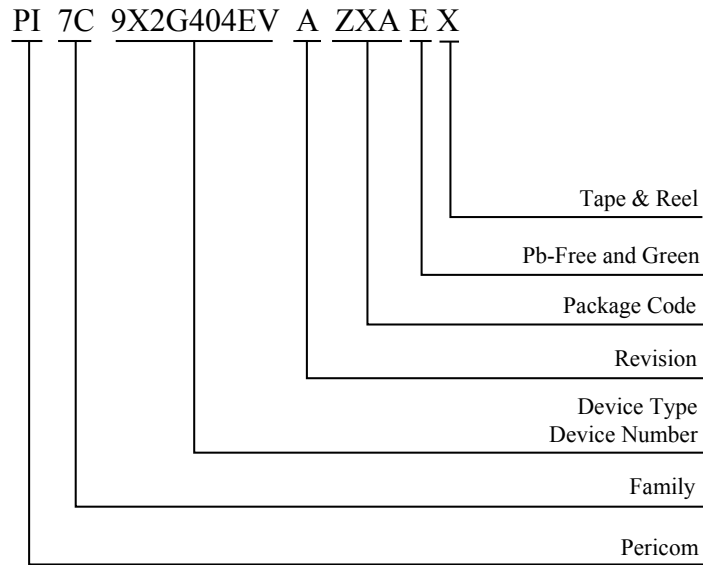 PI 7C 9X2G404EV A ZXA E X
Tape & Reel
Pb-Free and Green
Package Code
Revision
Device Type
Device Number
Family
Pericom